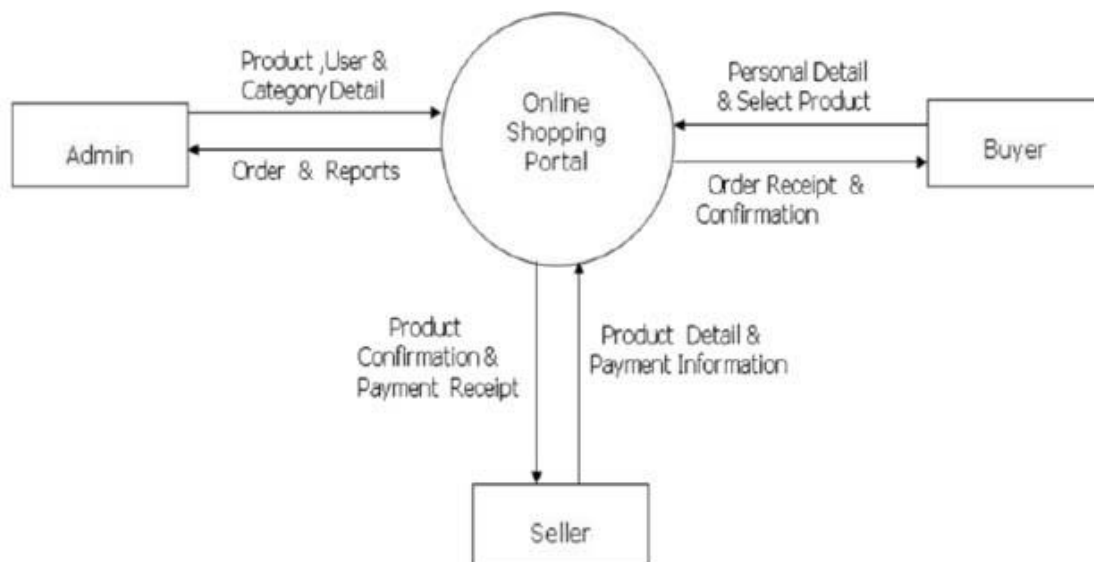 Product ,User &
Category Detail
Admin
Order & Reports
Online
Shopping
Portal
Personal Detail
& Select Product
Buyer
Order Receipt &
Confirmation
Product
Confirmation &
Payment Receipt
Product Detail &
Payment Information
Seller